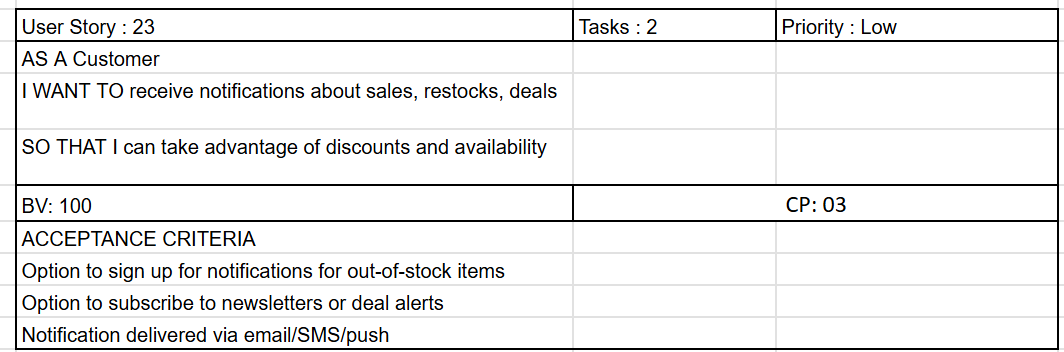 User Story : 23 Tasks : 2 Priority : Low
AS A Customer
I WANT TO receive notifications about sales, restocks, deals
SO THAT I can take advantage of discounts and availability
BV: 100 CP: 03
ACCEPTANCE CRITERIA
Option to sign up for notifications for out-of-stock items
Option to subscribe to newsletters or deal alerts
Notification delivered via email/SMS/push